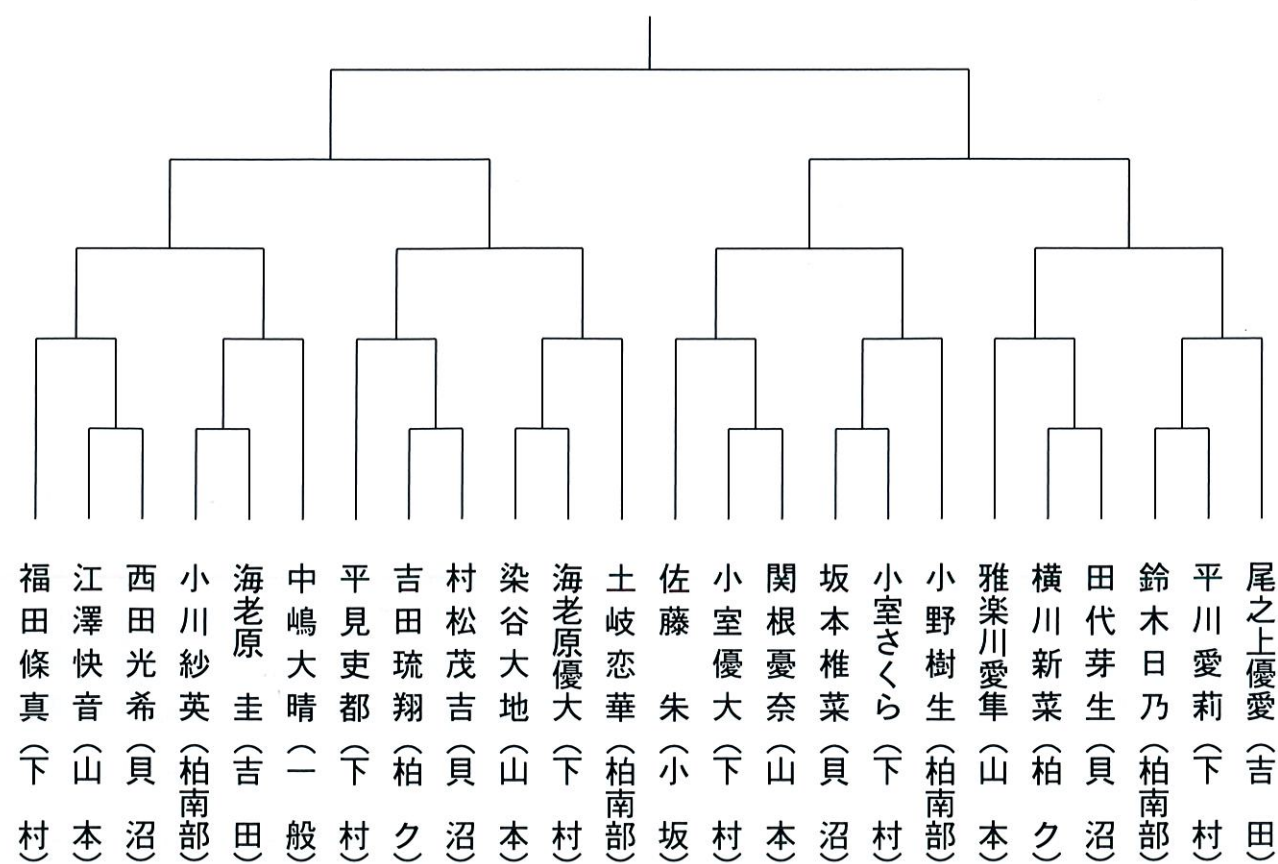 福田條真（下村）
江澤快音（山本）
西田光希（貝沼）
小川紗英（柏南部）
海老原圭（吉田）
中嶋大晴（一般）
平見吏都（下村）
吉田琉翔（柏ク）
村松茂吉（貝沼）
染谷大地（山本）
海老原優大（下村）
土岐恋華（柏南部）
佐藤朱（小坂）
小室優大（下村）
関根憂奈（山本）
坂本椎菜（貝沼）
小室さくら（下村）
小野樹生（柏南部）
雅楽川愛隼（山本）
横川新菜（柏ク）
田代芽生（貝沼）
鈴木日乃（柏南部）
平川愛莉（下村）
尾之上優愛（吉田）